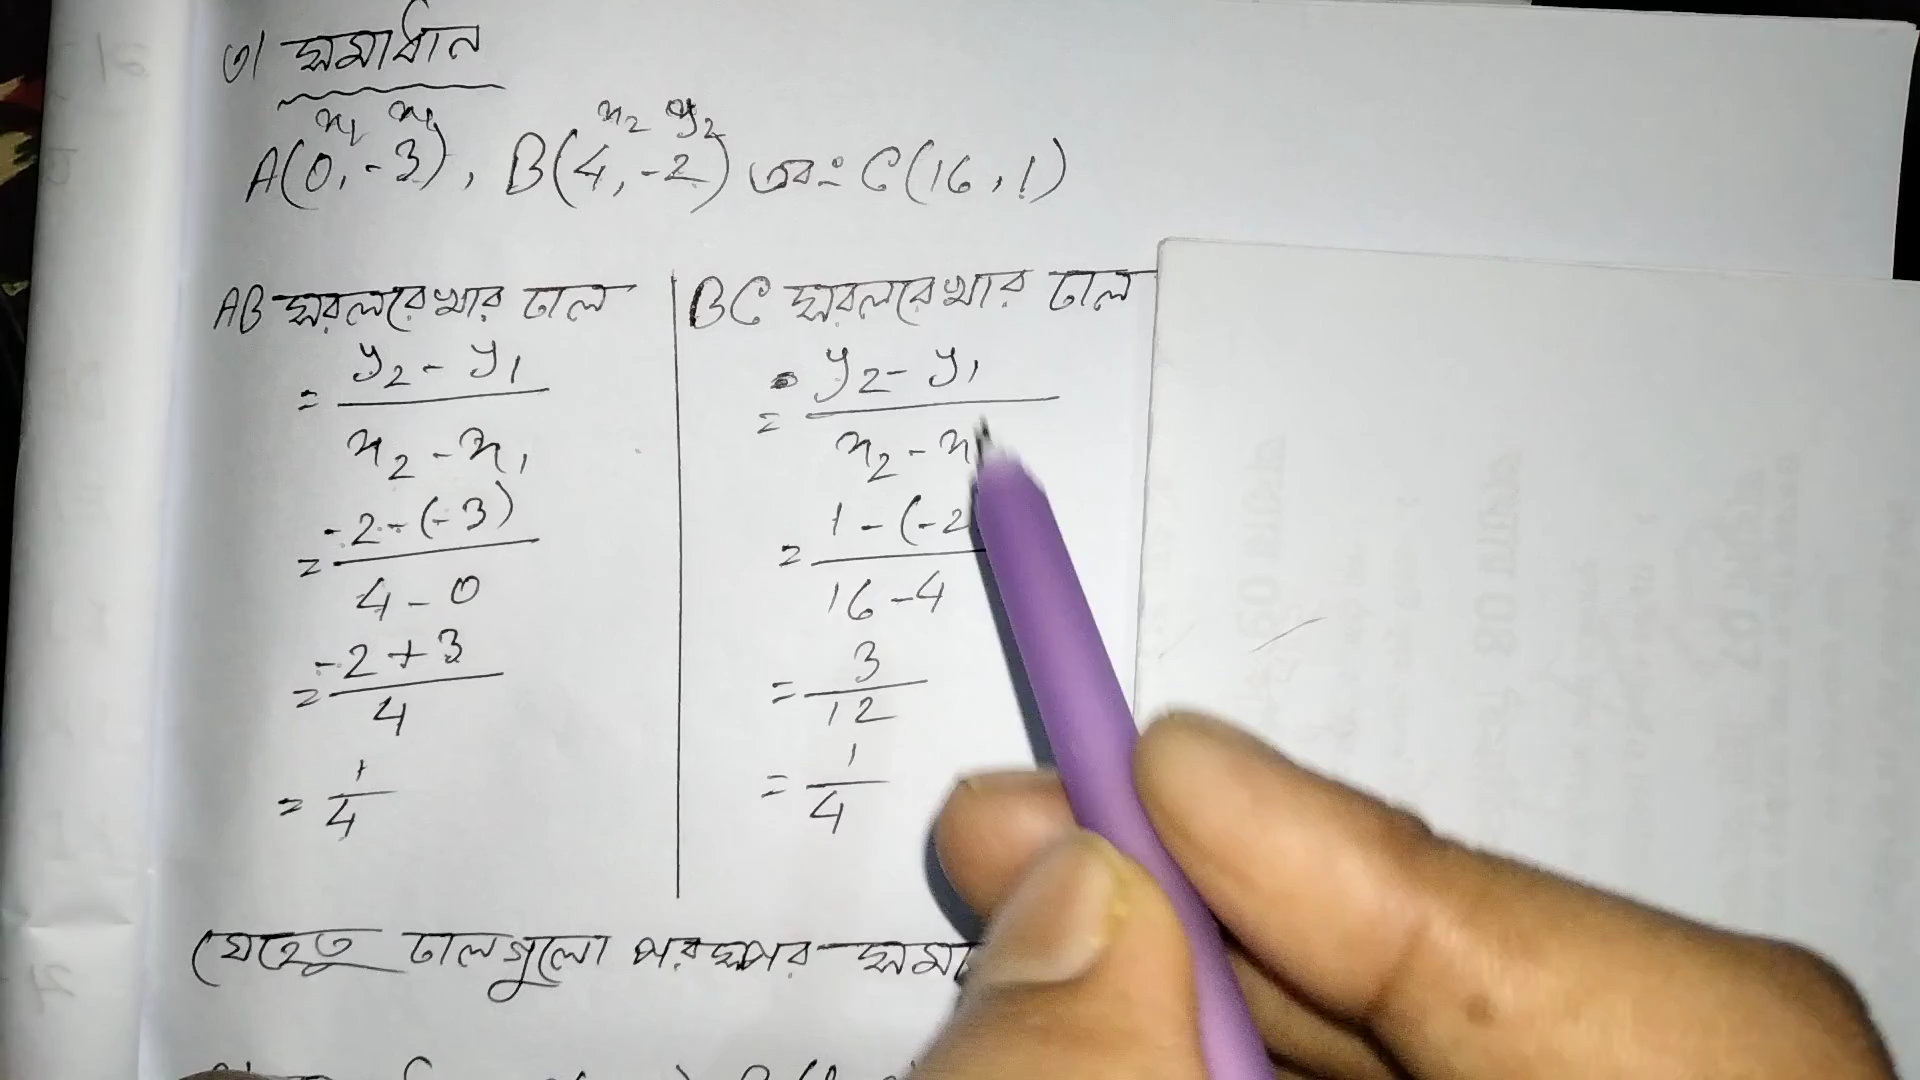 ৩। সমাধান
x₁ x₁ x₂ y₂
A(0, -3), B(4, -2) এবং C(16, 1)
AB সরলরেখার ঢাল
= y₂ - y₁ / x₂ - x₁
= -2 - (-3) / 4 - 0
= -2 + 3 / 4
= 1 / 4
BC সরলরেখার ঢাল
= y₂ - y₁ / x₂ - x₁
= 1 - (-2 / 16 - 4
= 3 / 12
= 1 / 4
যেহেতু ঢালগুলো পরস্পর